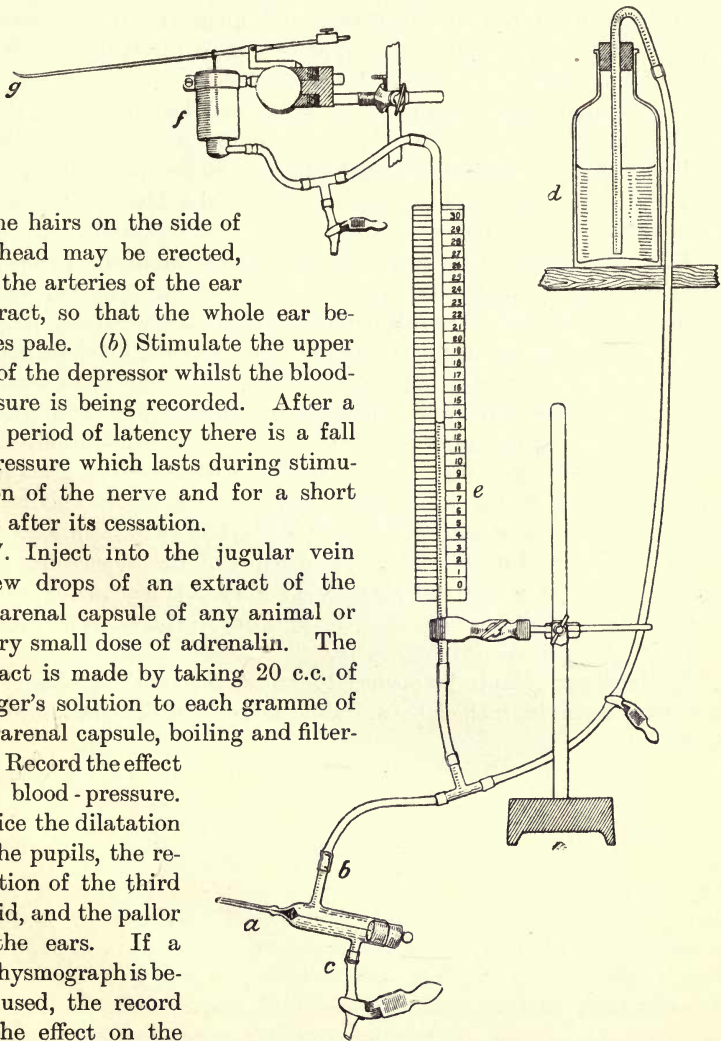 g
f
d
30
29
28
27
26
25
24
23
22
21
20
19
18
17
16
15
14
13
12
11
10
9
8
7
6
5
4
3
2
1
0
e
ne hairs on the side of
head may be erected,
the arteries of the ear
ract, so that the whole ear be-
es pale. (b) Stimulate the upper
of the depressor whilst the blood-
sure is being recorded. After a
period of latency there is a fall
ressure which lasts during stimu-
on of the nerve and for a short
after its cessation.
Inject into the jugular vein
ew drops of an extract of the
arenal capsule of any animal or
ry small dose of adrenalin. The
act is made by taking 20 c.c. of
ger's solution to each gramme of
arenal capsule, boiling and filter-
Record the effect
blood-pressure.
ice the dilatation
he pupils, the re-
tion of the third
id, and the pallor
the ears. If a
hysmograph is be-
used, the record
he effect on the
b
a
c